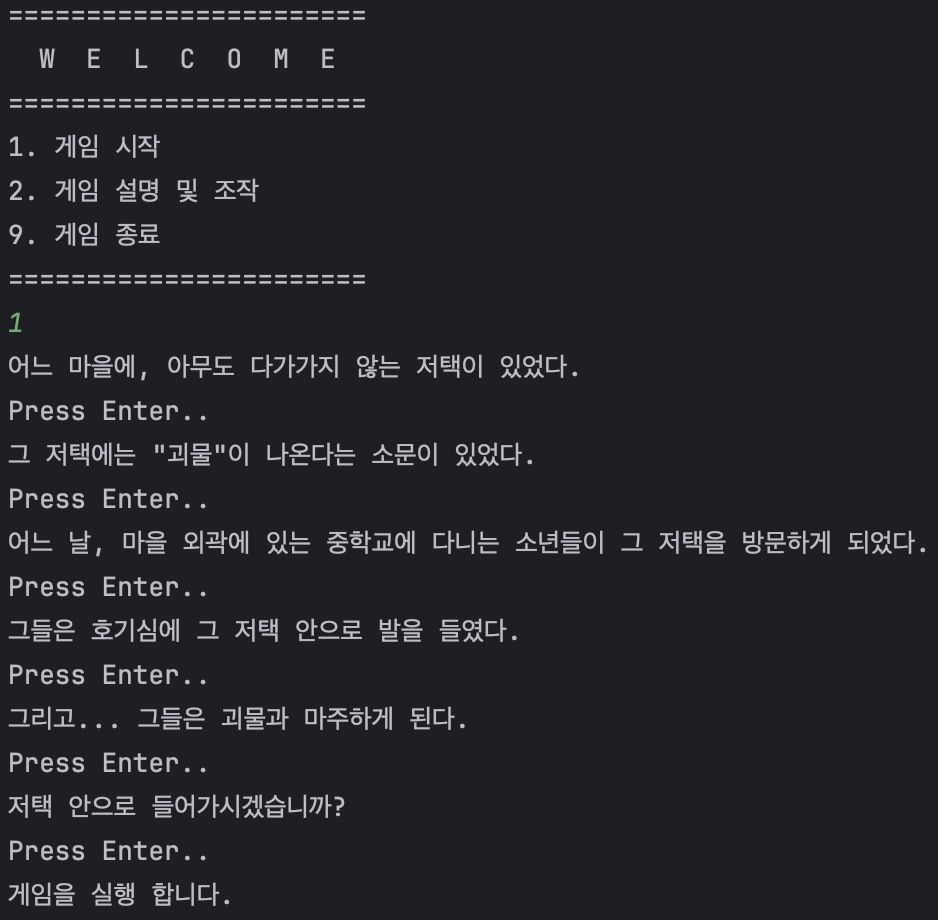 =======================
W E L C O M E
=======================
1. 게임 시작
2. 게임 설명 및 조작
9. 게임 종료
=======================
1
어느 마을에, 아무도 다가가지 않는 저택이 있었다.
Press Enter..
그 저택에는 "괴물"이 나온다는 소문이 있었다.
Press Enter..
어느 날, 마을 외곽에 있는 중학교에 다니는 소년들이 그 저택을 방문하게 되었다.
Press Enter..
그들은 호기심에 그 저택 안으로 발을 들였다.
Press Enter..
그리고... 그들은 괴물과 마주하게 된다.
Press Enter..
저택 안으로 들어가시겠습니까?
Press Enter..
게임을 실행 합니다.